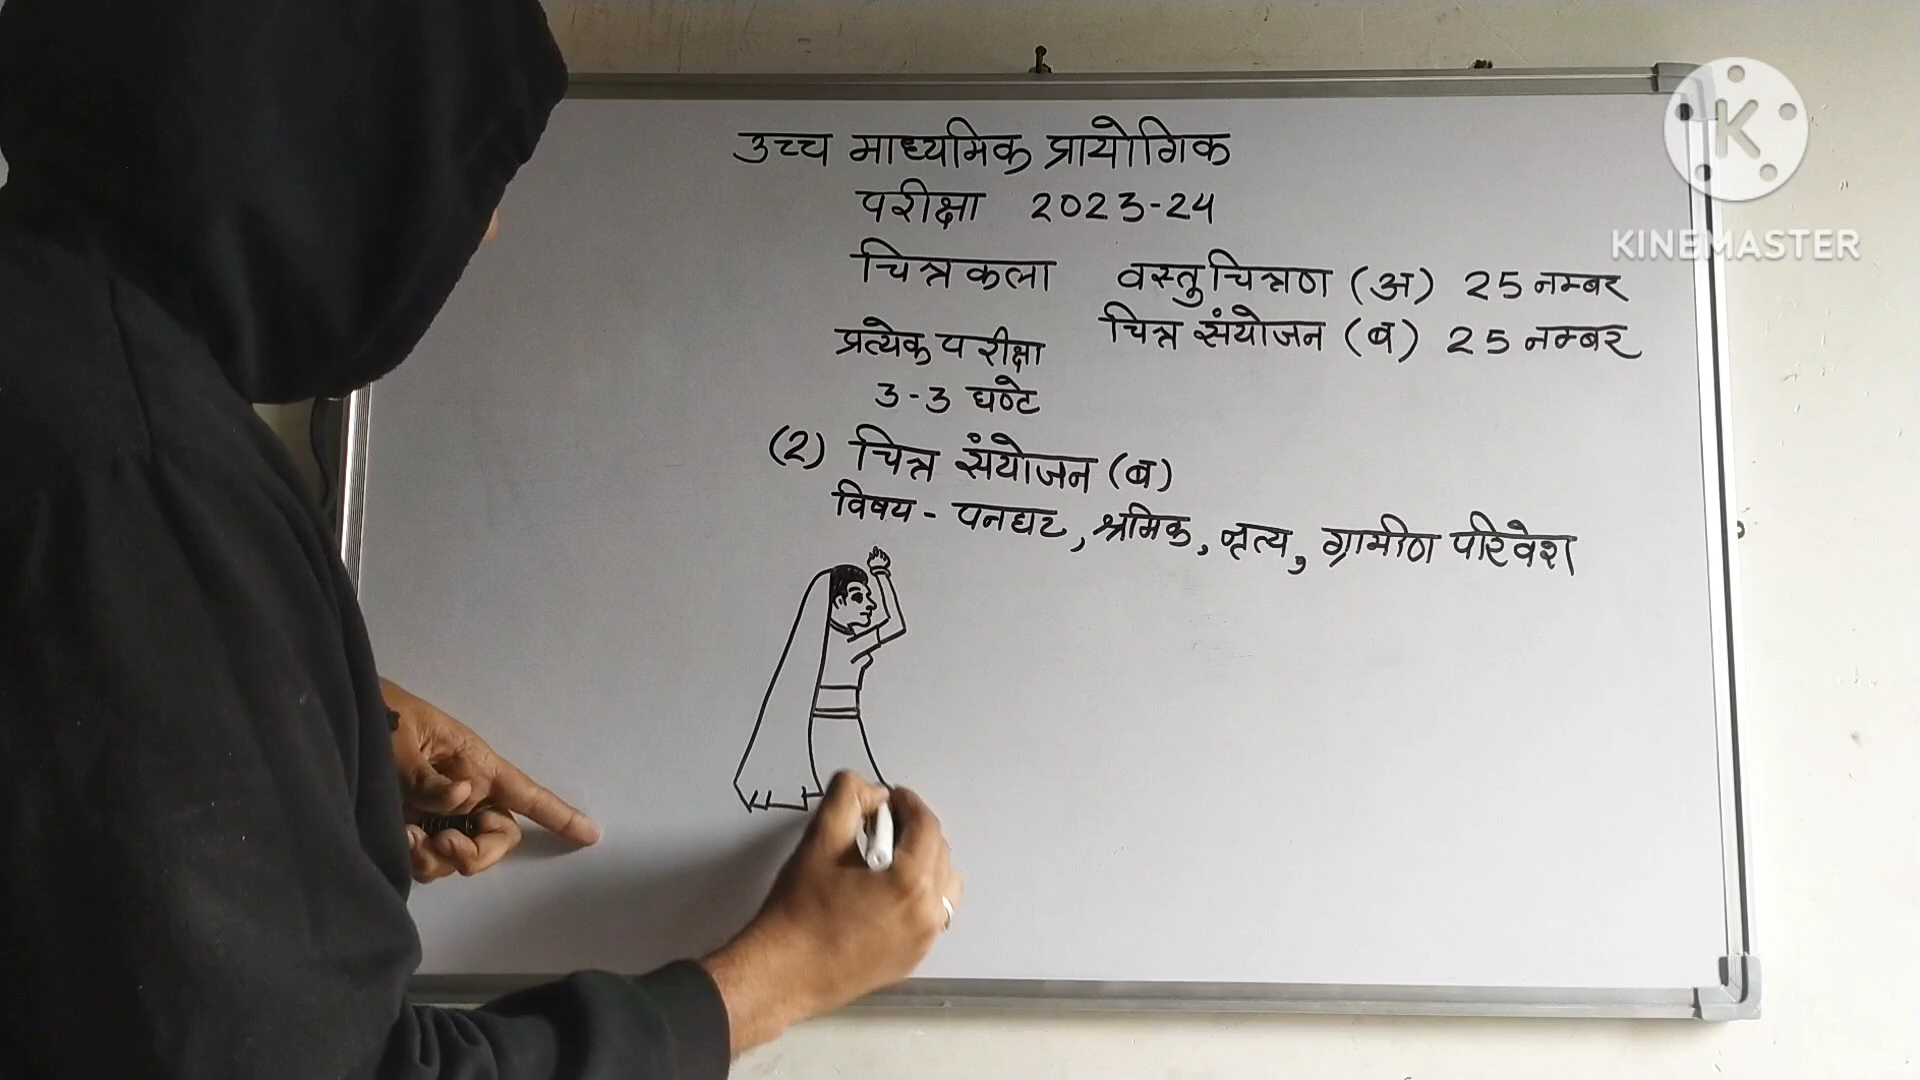 उच्च माध्यमिक प्रायोगिक
परीक्षा 2023-24
चित्रकला वस्तुचित्रण (अ) 25 नम्बर
चित्र संयोजन (ब) 25 नम्बर
प्रत्येक परीक्षा
3-3 घण्टे
(2) चित्र संयोजन (ब)
विषय - पनघट, श्रमिक, नृत्य, ग्रामीण परिवेश
K
KINEMASTER